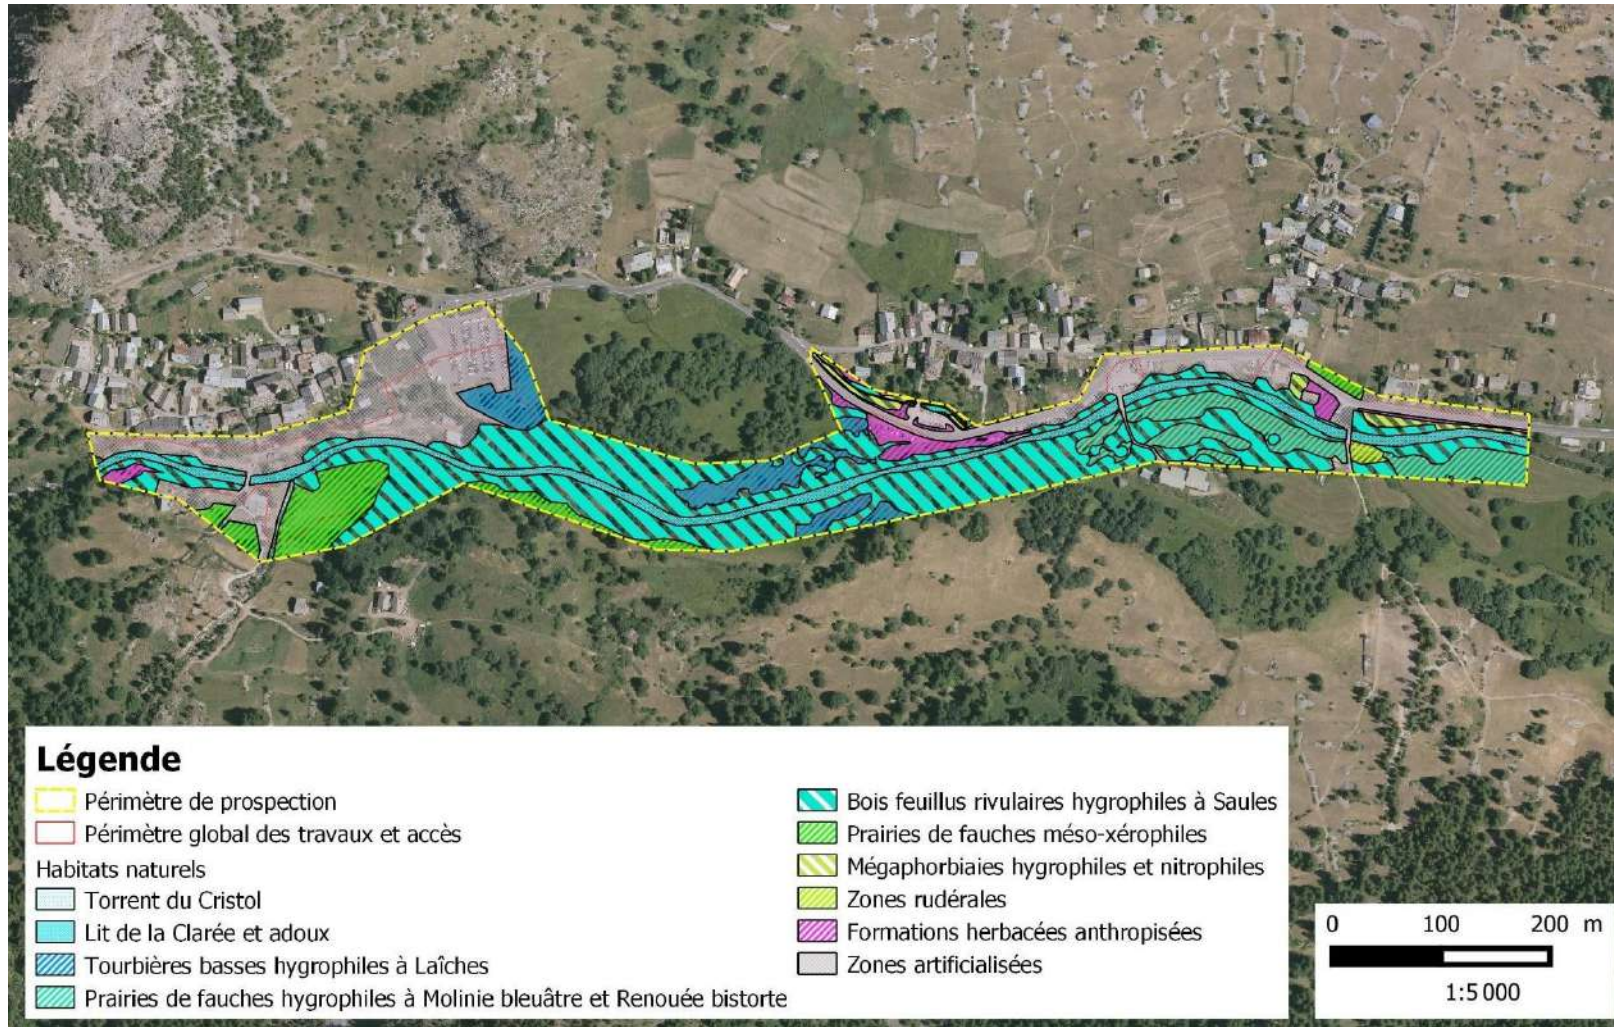 Légende
Périmètre de prospection
Périmètre global des travaux et accès
Habitats naturels
Torrent du Cristol
Lit de la Clarée et adoux
Tourbières basses hygrophiles à Laîches
Prairies de fauches hygrophiles à Molinie bleuâtre et Renouée bistorte
Bois feuillus rivulaires hygrophiles à Saules
Prairies de fauches méso-xérophiles
Mégaphorbiaies hygrophiles et nitrophiles
Zones rudérales
Formations herbacées anthropisées
Zones artificialisées
0 100 200 m
1:5 000